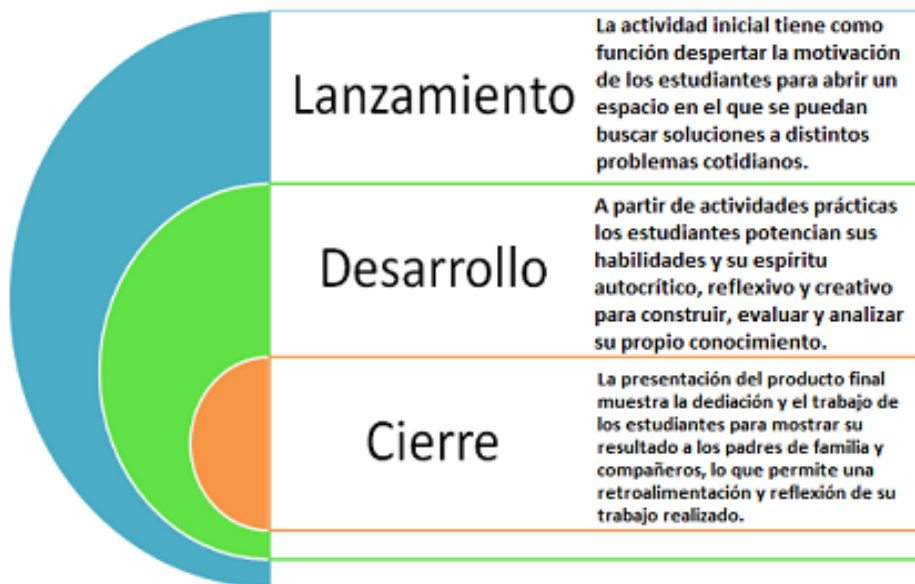 Lanzamiento
La actividad inicial tiene como
función despertar la motivación
de los estudiantes para abrir un
espacio en el que se puedan
buscar soluciones a distintos
problemas cotidianos.
Desarrollo
A partir de actividades prácticas
los estudiantes potencian sus
habilidades y su espíritu
autocrítico, reflexivo y creativo
para construir, evaluar y analizar
su propio conocimiento.
Cierre
La presentación del producto final
muestra la dediación y el trabajo de
los estudiantes para mostrar su
resultado a los padres de familia y
compañeros, lo que permite una
retroalimentación y reflexión de su
trabajo realizado.